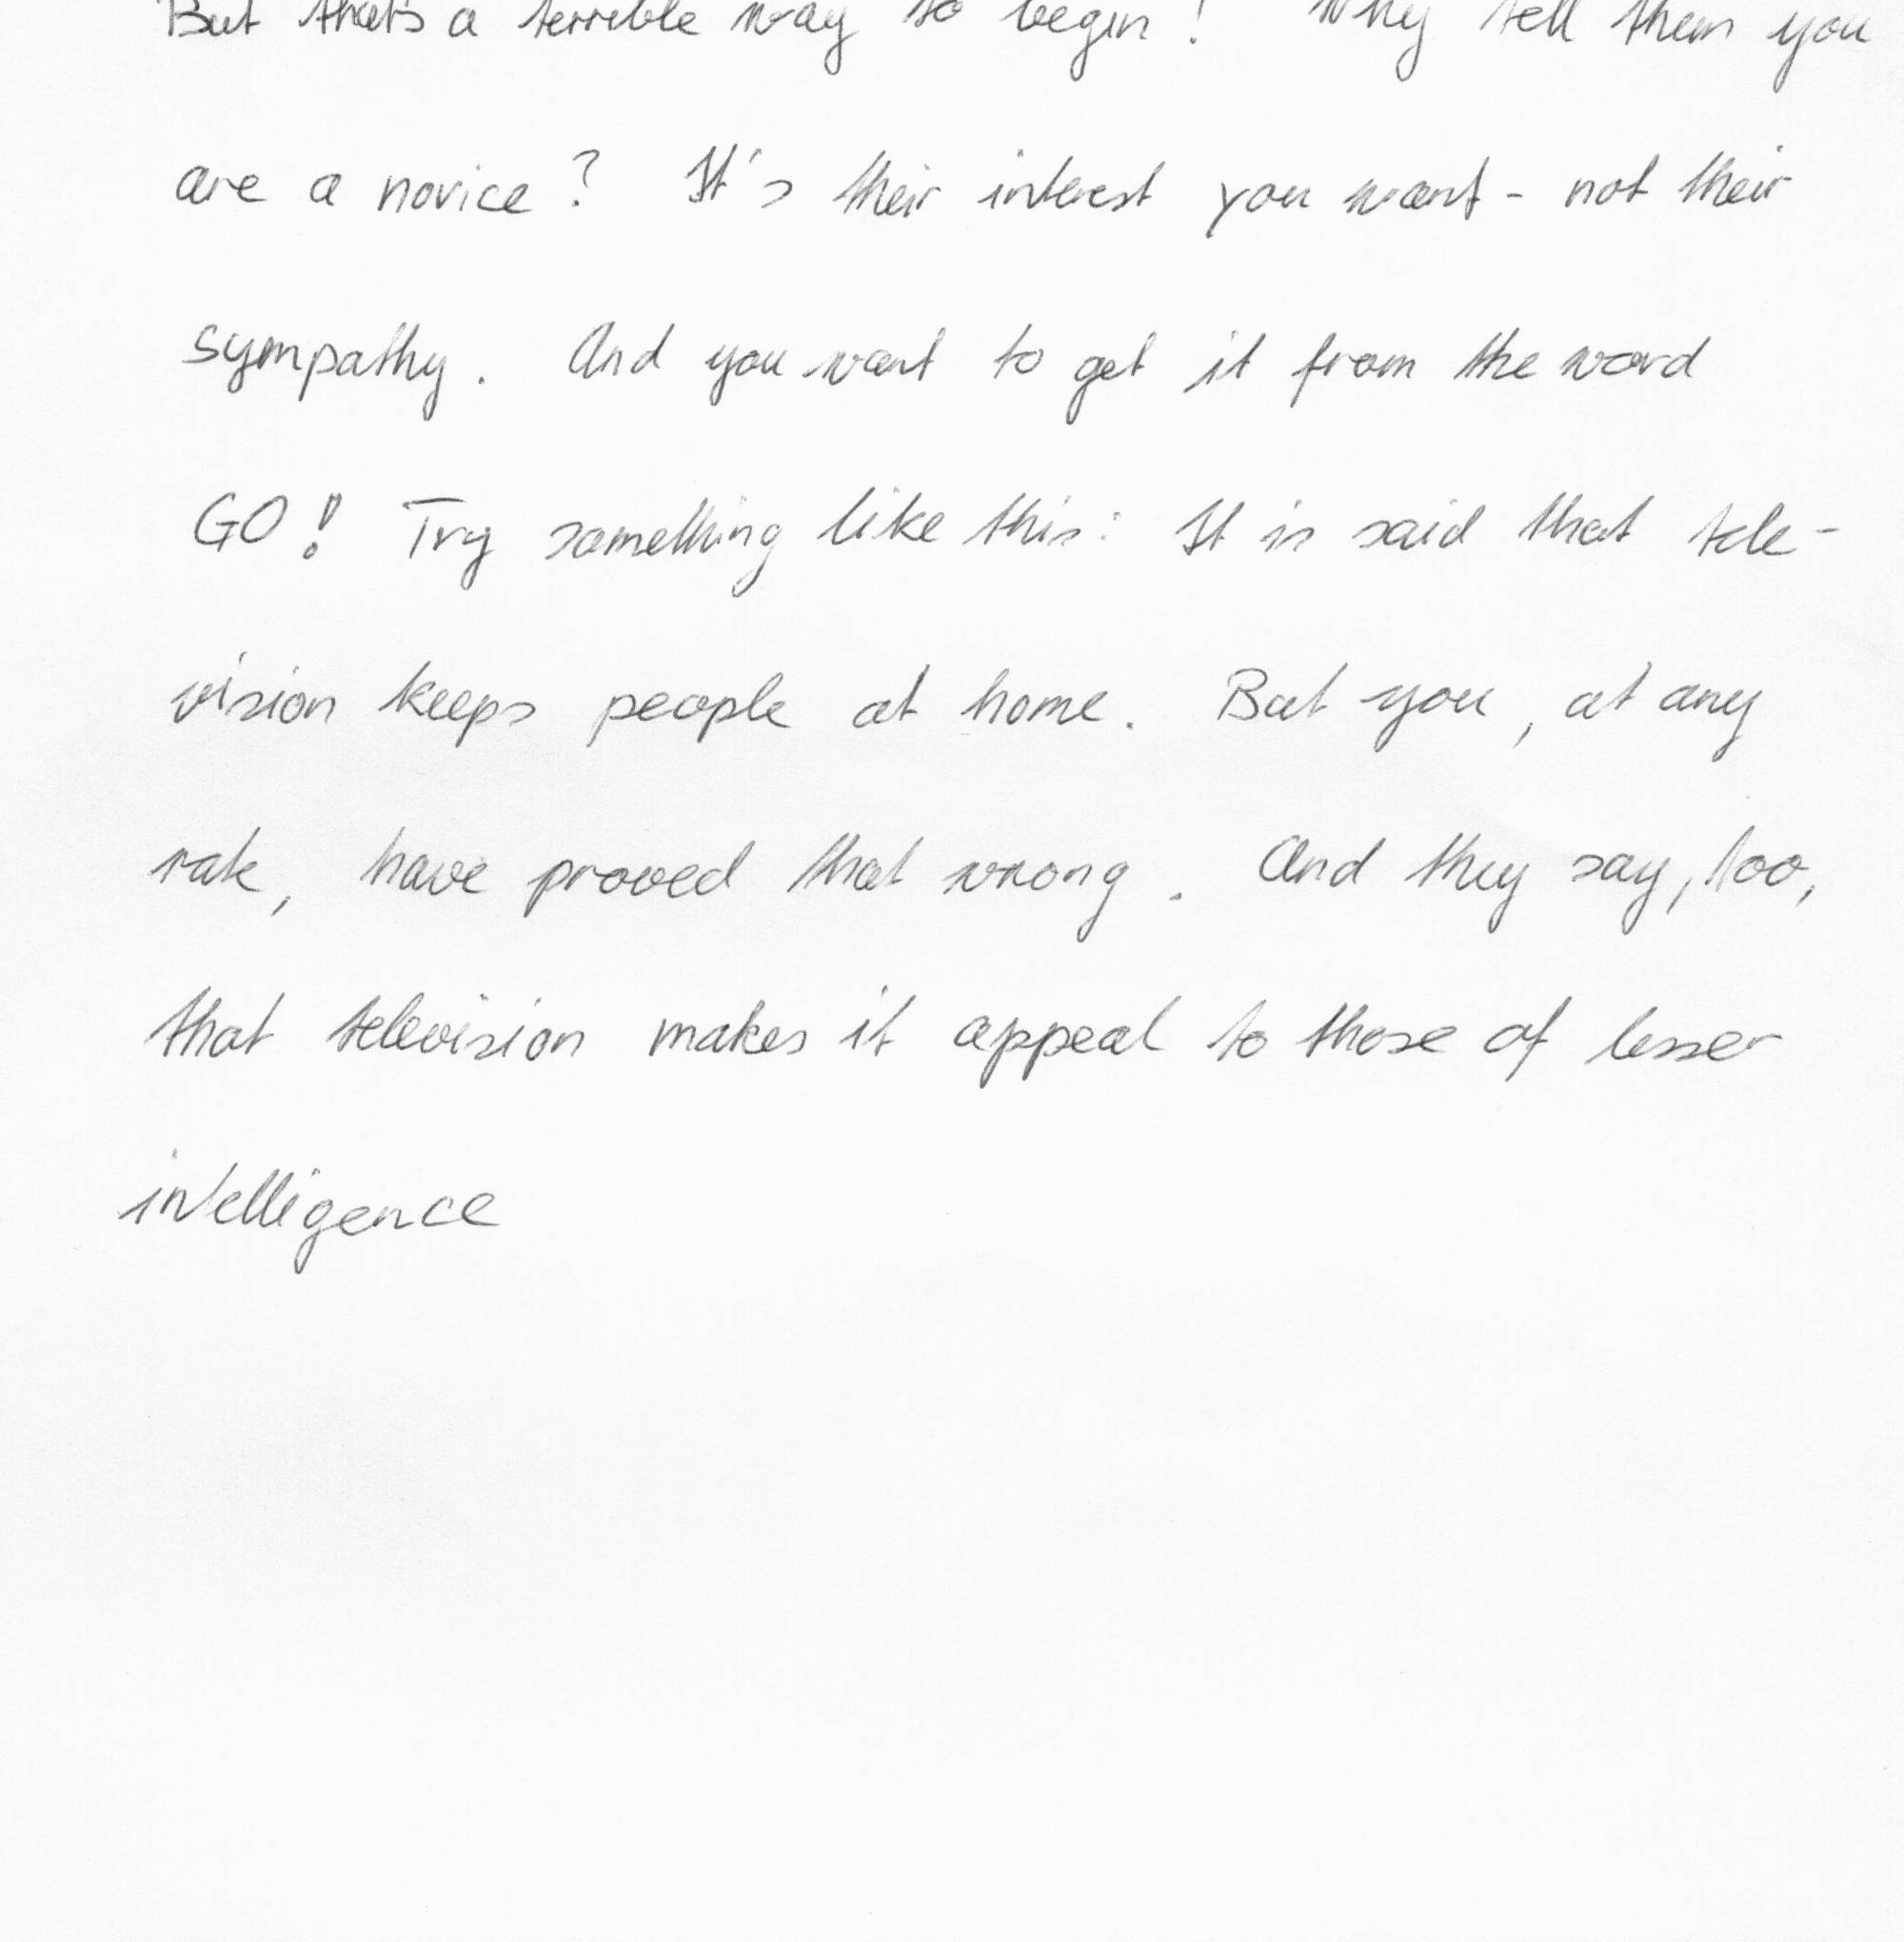 But that's a terrible way to begin! Why tell them you
are a novice? It's their interest you want - not their
sympathy. And you want to get it from the word
GO! Try something like this: It is said that tele-
vision keeps people at home. But you, at any
rate, have proved that wrong. And they say, too,
that television makes it appeal to those of lesser
intelligence